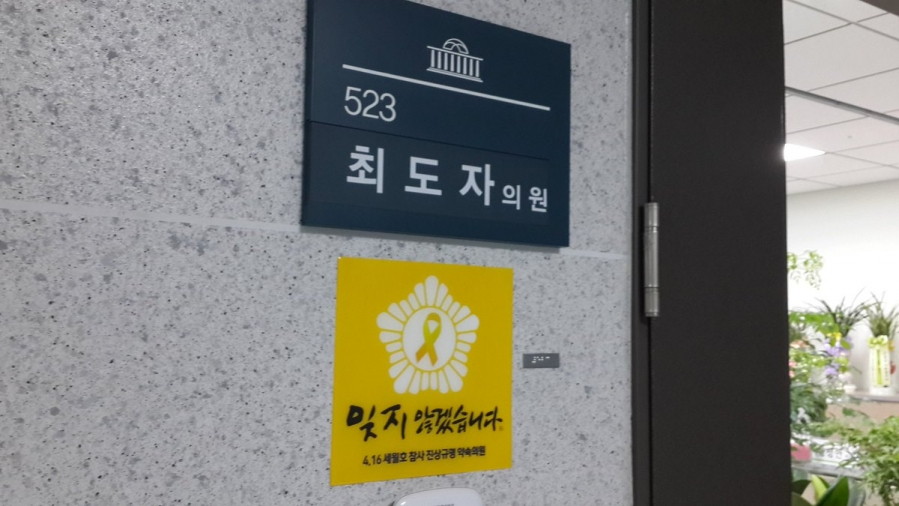 523
최도자 의원
잊지 않겠습니다.
4.16 세월호 참사 진상규명 약속의원